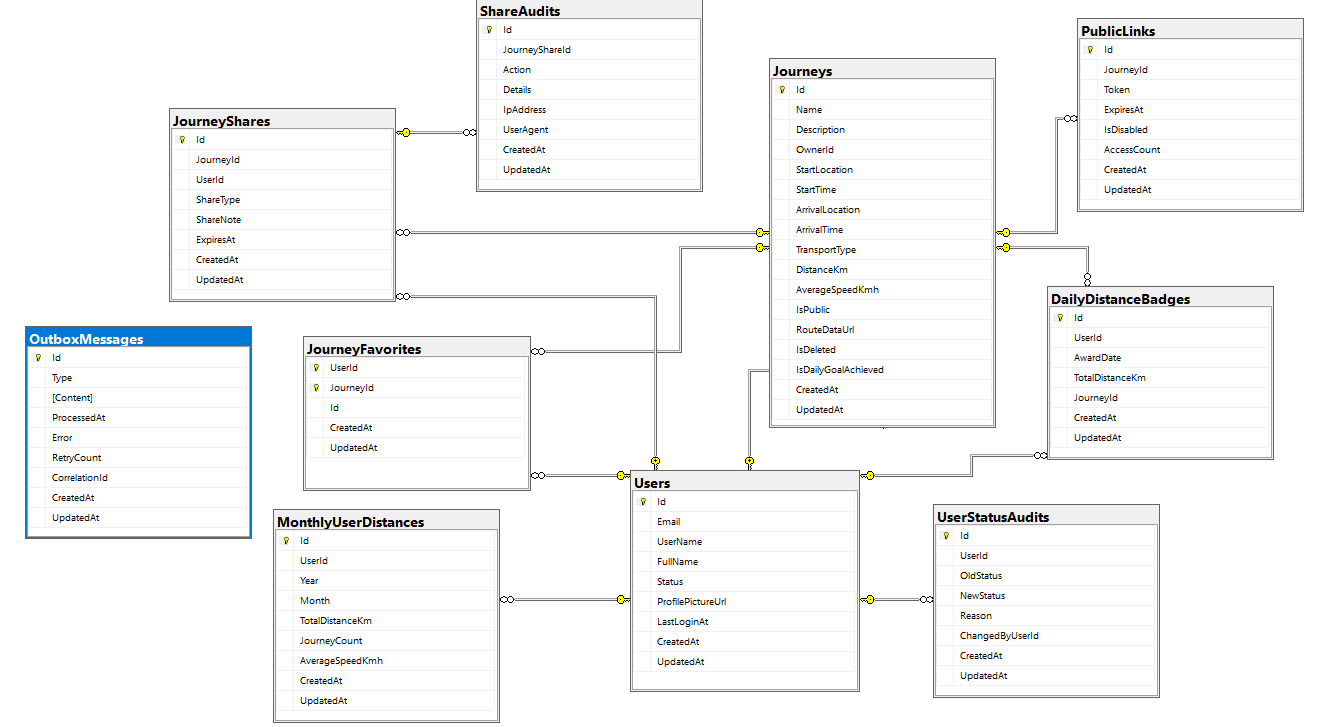 ShareAudits
Id
JourneyShareId
Action
Details
IpAddress
UserAgent
CreatedAt
UpdatedAt
PublicLinks
Id
JourneyId
Token
ExpiresAt
IsDisabled
AccessCount
CreatedAt
UpdatedAt
Journeys
Id
Name
Description
OwnerId
StartLocation
StartTime
ArrivalLocation
ArrivalTime
TransportType
DistanceKm
AverageSpeedKmh
IsPublic
RouteDataUrl
IsDeleted
IsDailyGoalAchieved
CreatedAt
UpdatedAt
JourneyShares
Id
JourneyId
UserId
ShareType
ShareNote
ExpiresAt
CreatedAt
UpdatedAt
DailyDistanceBadges
Id
UserId
AwardDate
TotalDistanceKm
JourneyId
CreatedAt
UpdatedAt
OutboxMessages
Id
Type
[Content]
ProcessedAt
Error
RetryCount
CorrelationId
CreatedAt
UpdatedAt
JourneyFavorites
UserId
JourneyId
Id
CreatedAt
UpdatedAt
Users
Id
Email
UserName
FullName
Status
ProfilePictureUrl
LastLoginAt
CreatedAt
UpdatedAt
UserStatusAudits
Id
UserId
OldStatus
NewStatus
Reason
ChangedByUserId
CreatedAt
UpdatedAt
MonthlyUserDistances
Id
UserId
Year
Month
TotalDistanceKm
JourneyCount
AverageSpeedKmh
CreatedAt
UpdatedAt